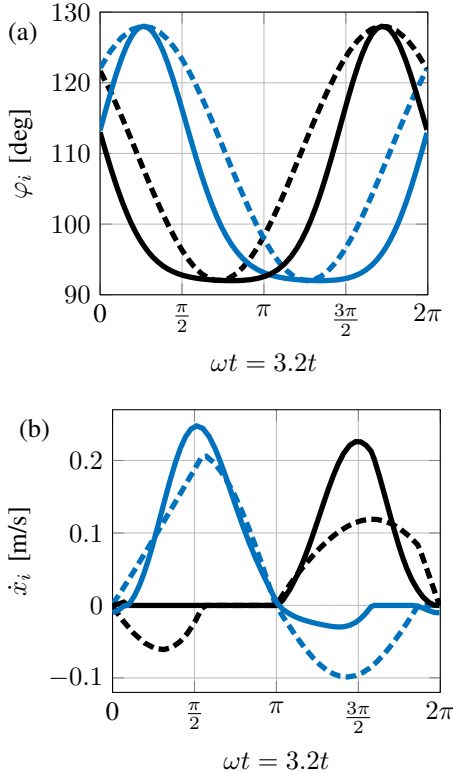 (a)
130
120
110
100
90
φᵢ [deg]
0
π/2
π
3π/2
2π
ωt = 3.2t
(b)
0.2
0.1
0
−0.1
ẋᵢ [m/s]
0
π/2
π
3π/2
2π
ωt = 3.2t